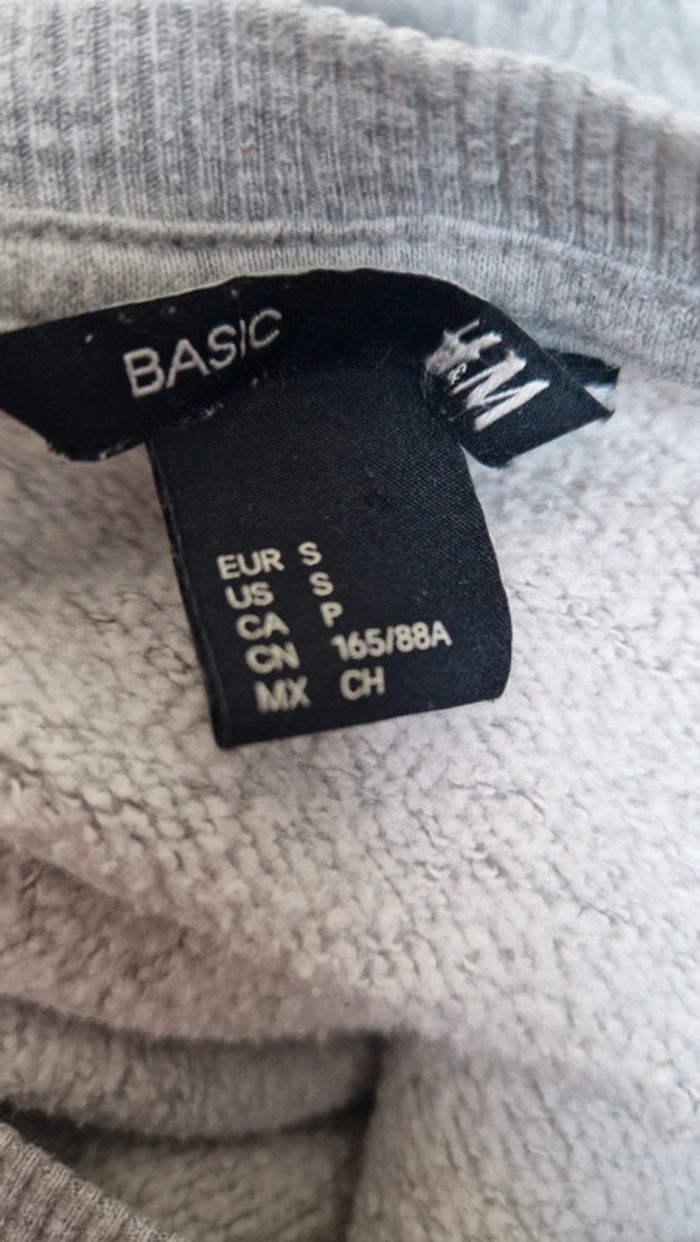 BASIC
H&M
EUR S
US S
CA P
CN 165/88A
MX CH